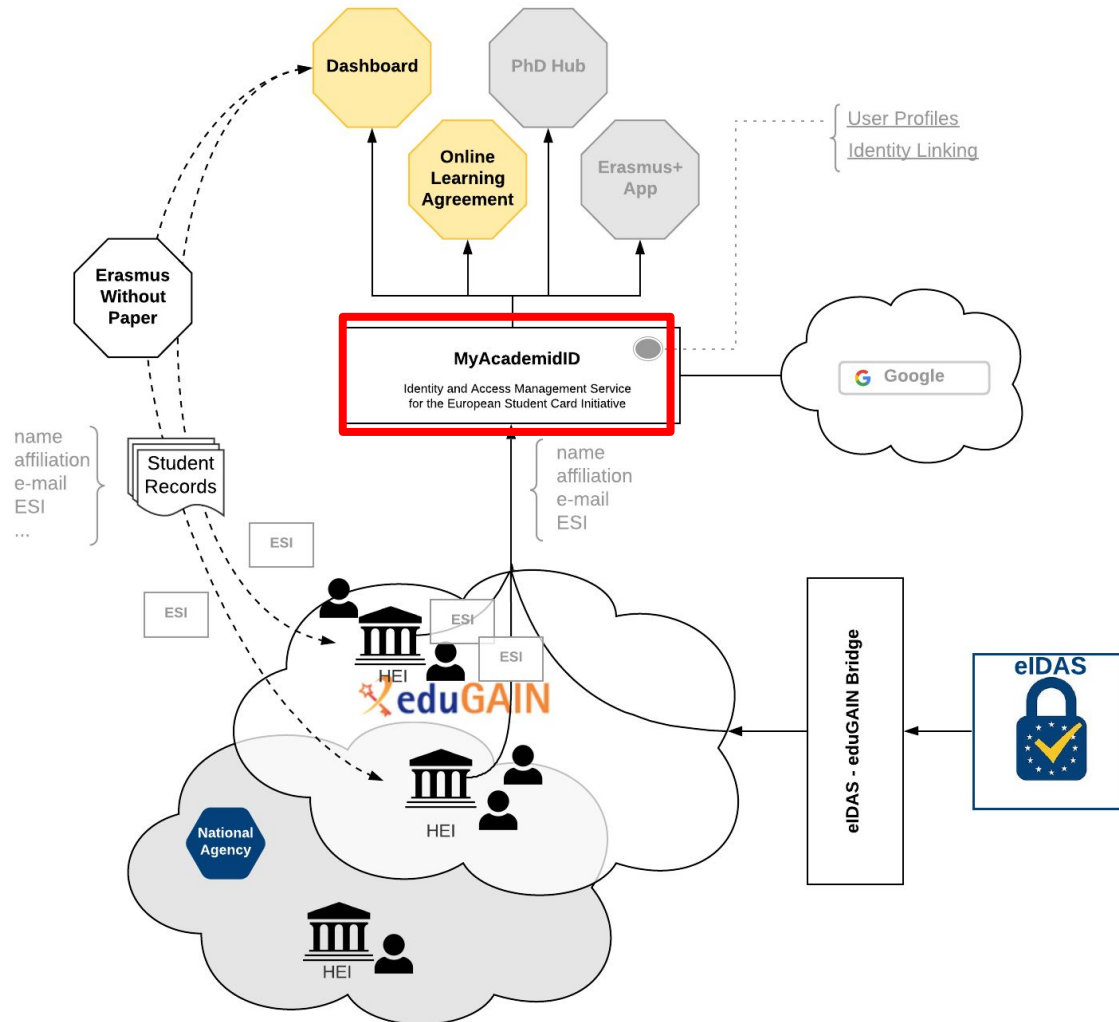 Dashboard
PhD Hub
User Profiles
Identity Linking
Online
Learning
Agreement
Erasmus+
App
Erasmus
Without
Paper
MyAcademidID
Identity and Access Management Service
for the European Student Card Initiative
Google
name
affiliation
e-mail
ESI
...
Student
Records
name
affiliation
e-mail
ESI
ESI
ESI
ESI
ESI
HEI
eduGAIN
HEI
National
Agency
HEI
eIDAS - eduGAIN Bridge
eIDAS